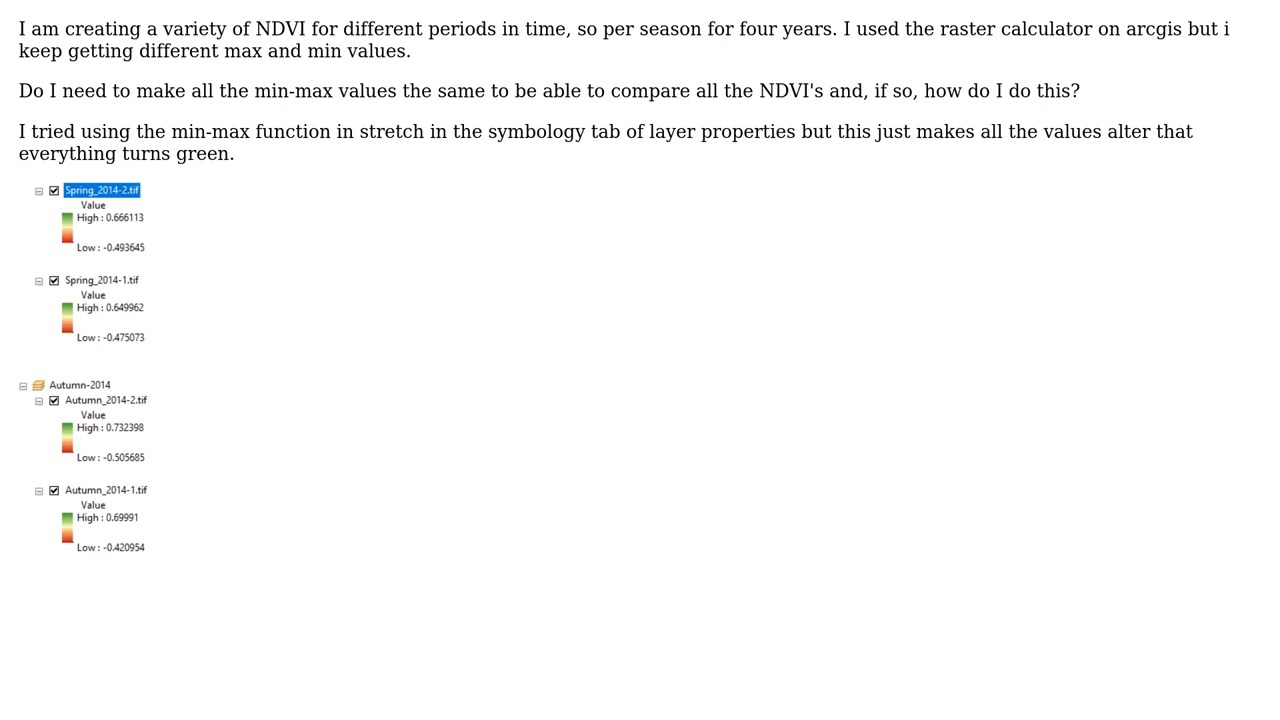 I am creating a variety of NDVI for different periods in time, so per season for four years. I used the raster calculator on arcgis but i
keep getting different max and min values.
Do I need to make all the min-max values the same to be able to compare all the NDVI's and, if so, how do I do this?
I tried using the min-max function in stretch in the symbology tab of layer properties but this just makes all the values alter that
everything turns green.
Spring_2014-2.tif
Value
High : 0.666113
Low : -0.493645
Spring_2014-1.tif
Value
High : 0.649962
Low : -0.475073
Autumn-2014
Autumn_2014-2.tif
Value
High : 0.732398
Low : -0.505685
Autumn_2014-1.tif
Value
High : 0.69991
Low : -0.420954